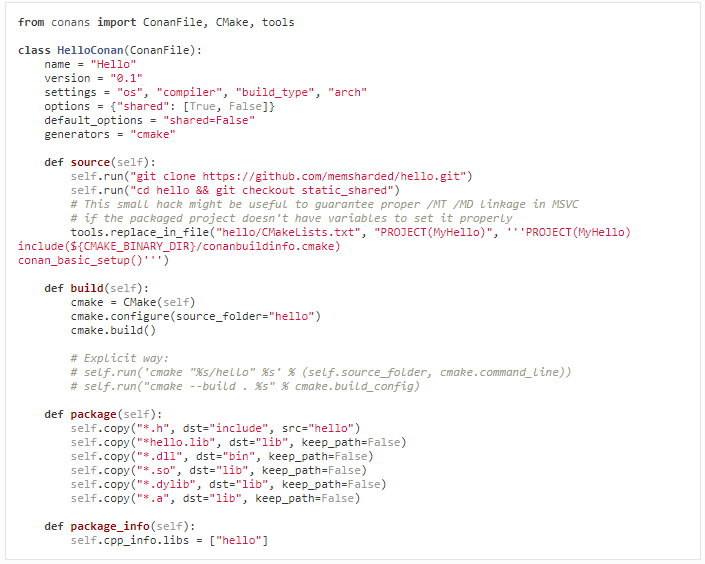 from conans import ConanFile, CMake, tools

class HelloConan(ConanFile):
    name = "Hello"
    version = "0.1"
    settings = "os", "compiler", "build_type", "arch"
    options = {"shared": [True, False]}
    default_options = "shared=False"
    generators = "cmake"

    def source(self):
        self.run("git clone https://github.com/memsharded/hello.git")
        self.run("cd hello && git checkout static_shared")
        # This small hack might be useful to guarantee proper /MT /MD linkage in MSVC
        # if the packaged project doesn't have variables to set it properly
        tools.replace_in_file("hello/CMakeLists.txt", "PROJECT(MyHello)", '''PROJECT(MyHello)
include(${CMAKE_BINARY_DIR}/conanbuildinfo.cmake)
conan_basic_setup()''')

    def build(self):
        cmake = CMake(self)
        cmake.configure(source_folder="hello")
        cmake.build()

        # Explicit way:
        # self.run('cmake "%s/hello" %s' % (self.source_folder, cmake.command_line))
        # self.run("cmake --build . %s" % cmake.build_config)

    def package(self):
        self.copy("*.h", dst="include", src="hello")
        self.copy("*hello.lib", dst="lib", keep_path=False)
        self.copy("*.dll", dst="bin", keep_path=False)
        self.copy("*.so", dst="lib", keep_path=False)
        self.copy("*.dylib", dst="lib", keep_path=False)
        self.copy("*.a", dst="lib", keep_path=False)

    def package_info(self):
        self.cpp_info.libs = ["hello"]